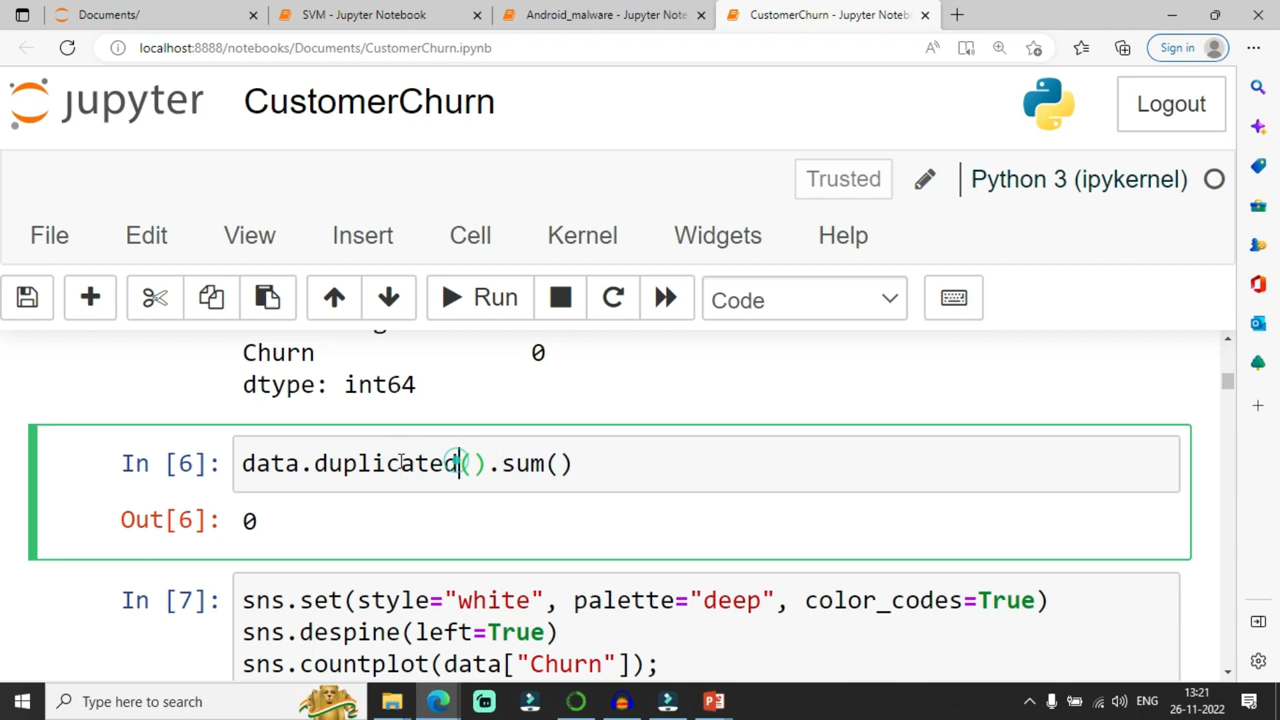 Documents/
SVM - Jupyter Notebook
Android_malware - Jupyter Note
CustomerChurn - Jupyter Noteb
localhost:8888/notebooks/Documents/CustomerChurn.ipynb
Sign in
jupyter
CustomerChurn
Logout
Trusted
Python 3 (ipykernel)
File
Edit
View
Insert
Cell
Kernel
Widgets
Help
Run
Code
Churn 0
dtype: int64
In [6]: data.duplicated().sum()
Out[6]: 0
In [7]: sns.set(style="white", palette="deep", color_codes=True)
sns.despine(left=True)
sns.countplot(data["Churn"]);
Type here to search
ENG
13:21
26-11-2022